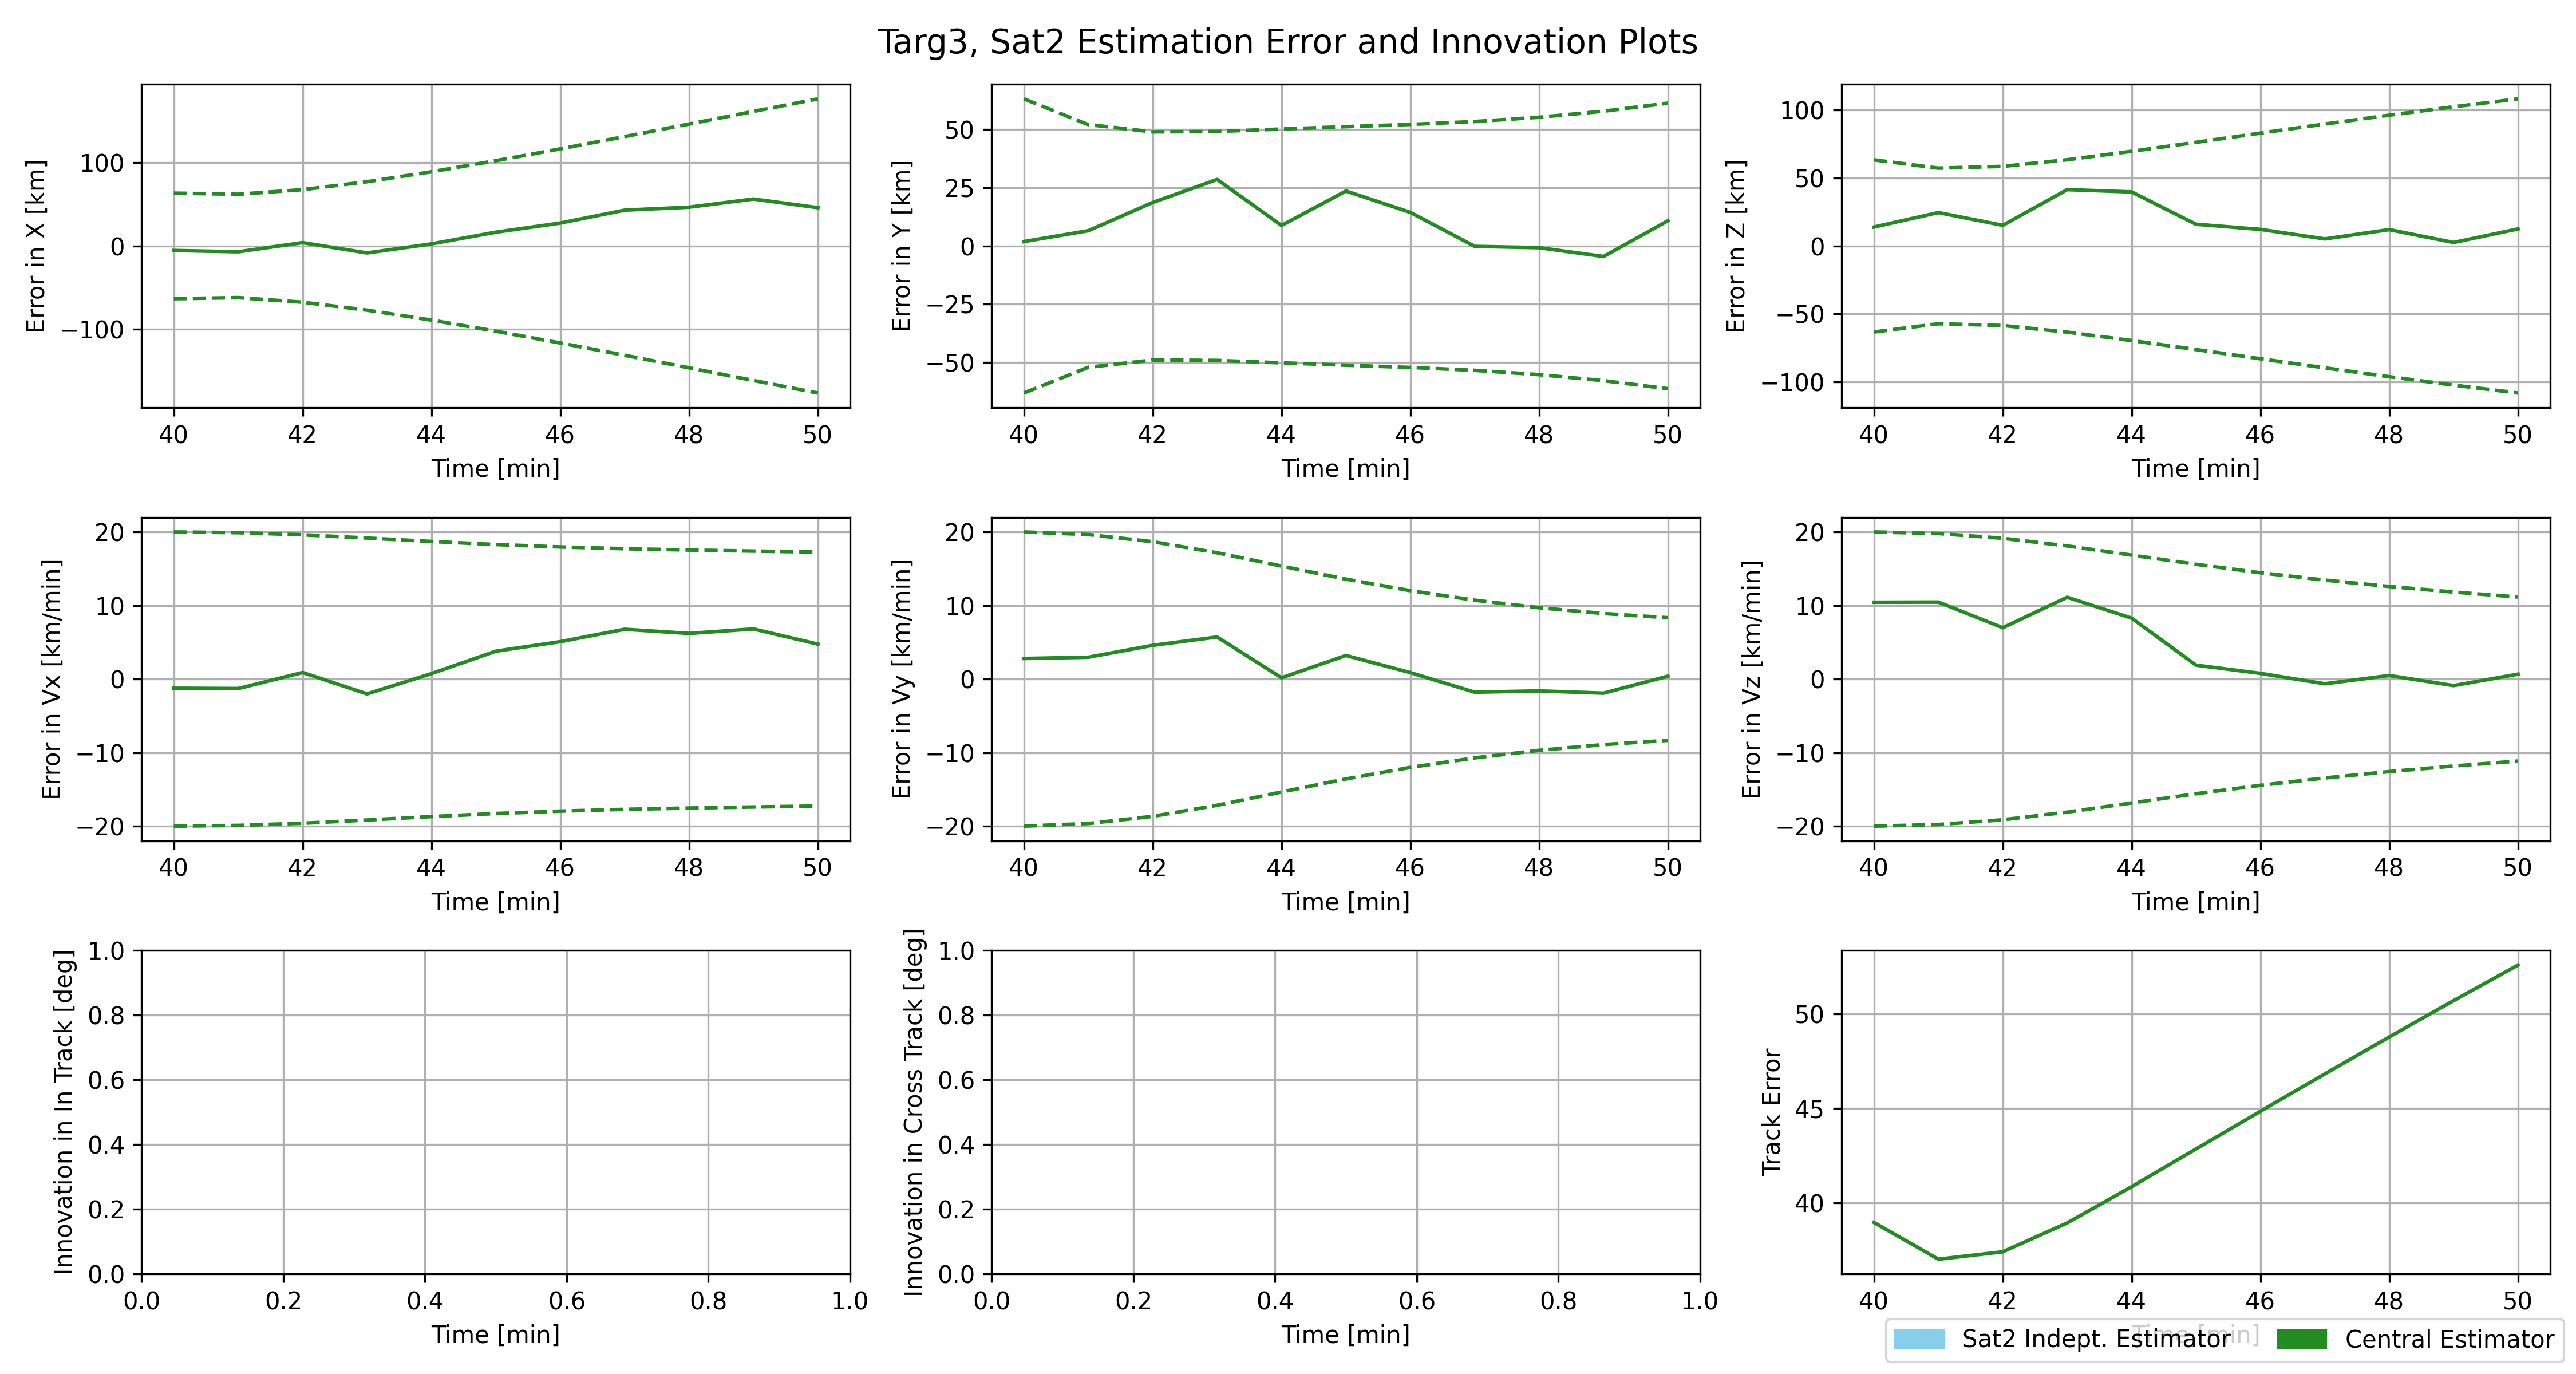 Targ3, Sat2 Estimation Error and Innovation Plots
Error in X [km]
100
0
−100
40 42 44 46 48 50
Time [min]
Error in Y [km]
50
25
0
−25
−50
40 42 44 46 48 50
Time [min]
Error in Z [km]
100
50
0
−50
−100
40 42 44 46 48 50
Time [min]
Error in Vx [km/min]
20
10
0
−10
−20
40 42 44 46 48 50
Time [min]
Error in Vy [km/min]
20
10
0
−10
−20
40 42 44 46 48 50
Time [min]
Error in Vz [km/min]
20
10
0
−10
−20
40 42 44 46 48 50
Time [min]
Innovation in In Track [deg]
1.0
0.8
0.6
0.4
0.2
0.0
0.0 0.2 0.4 0.6 0.8 1.0
Time [min]
Innovation in Cross Track [deg]
1.0
0.8
0.6
0.4
0.2
0.0
0.0 0.2 0.4 0.6 0.8 1.0
Time [min]
Track Error
50
45
40
40 42 44 46 48 50
Time [min]
Sat2 Indept. Estimator
Central Estimator